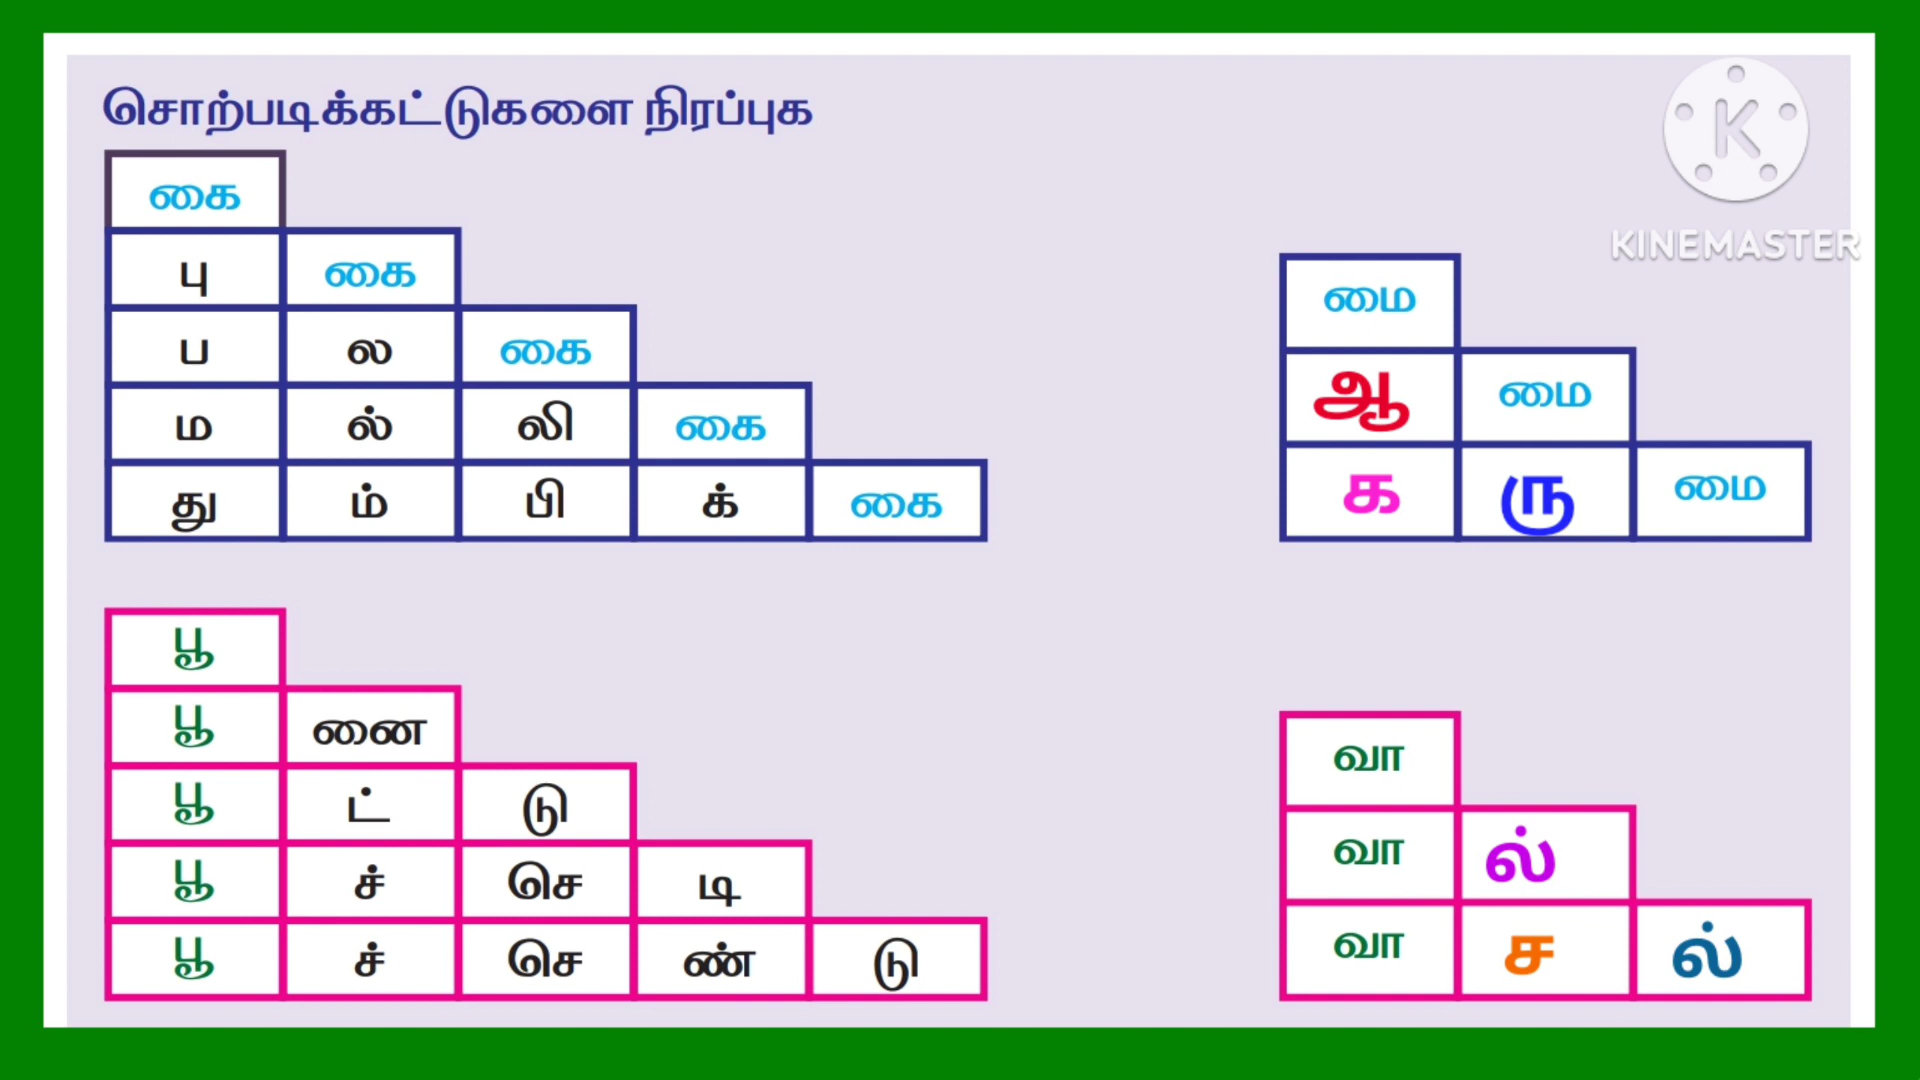 சொற்படிக்கட்டுகளை நிரப்புக
கை
பு கை
ப ல கை
ம ல் லி கை
து ம் பி க் கை
K
KINEMASTER
மை
ஆ மை
க ரு மை
பூ
பூ னை
பூ ட் டு
பூ ச் செ டி
பூ ச் செ ண் டு
வா
வா ல்
வா ச ல்